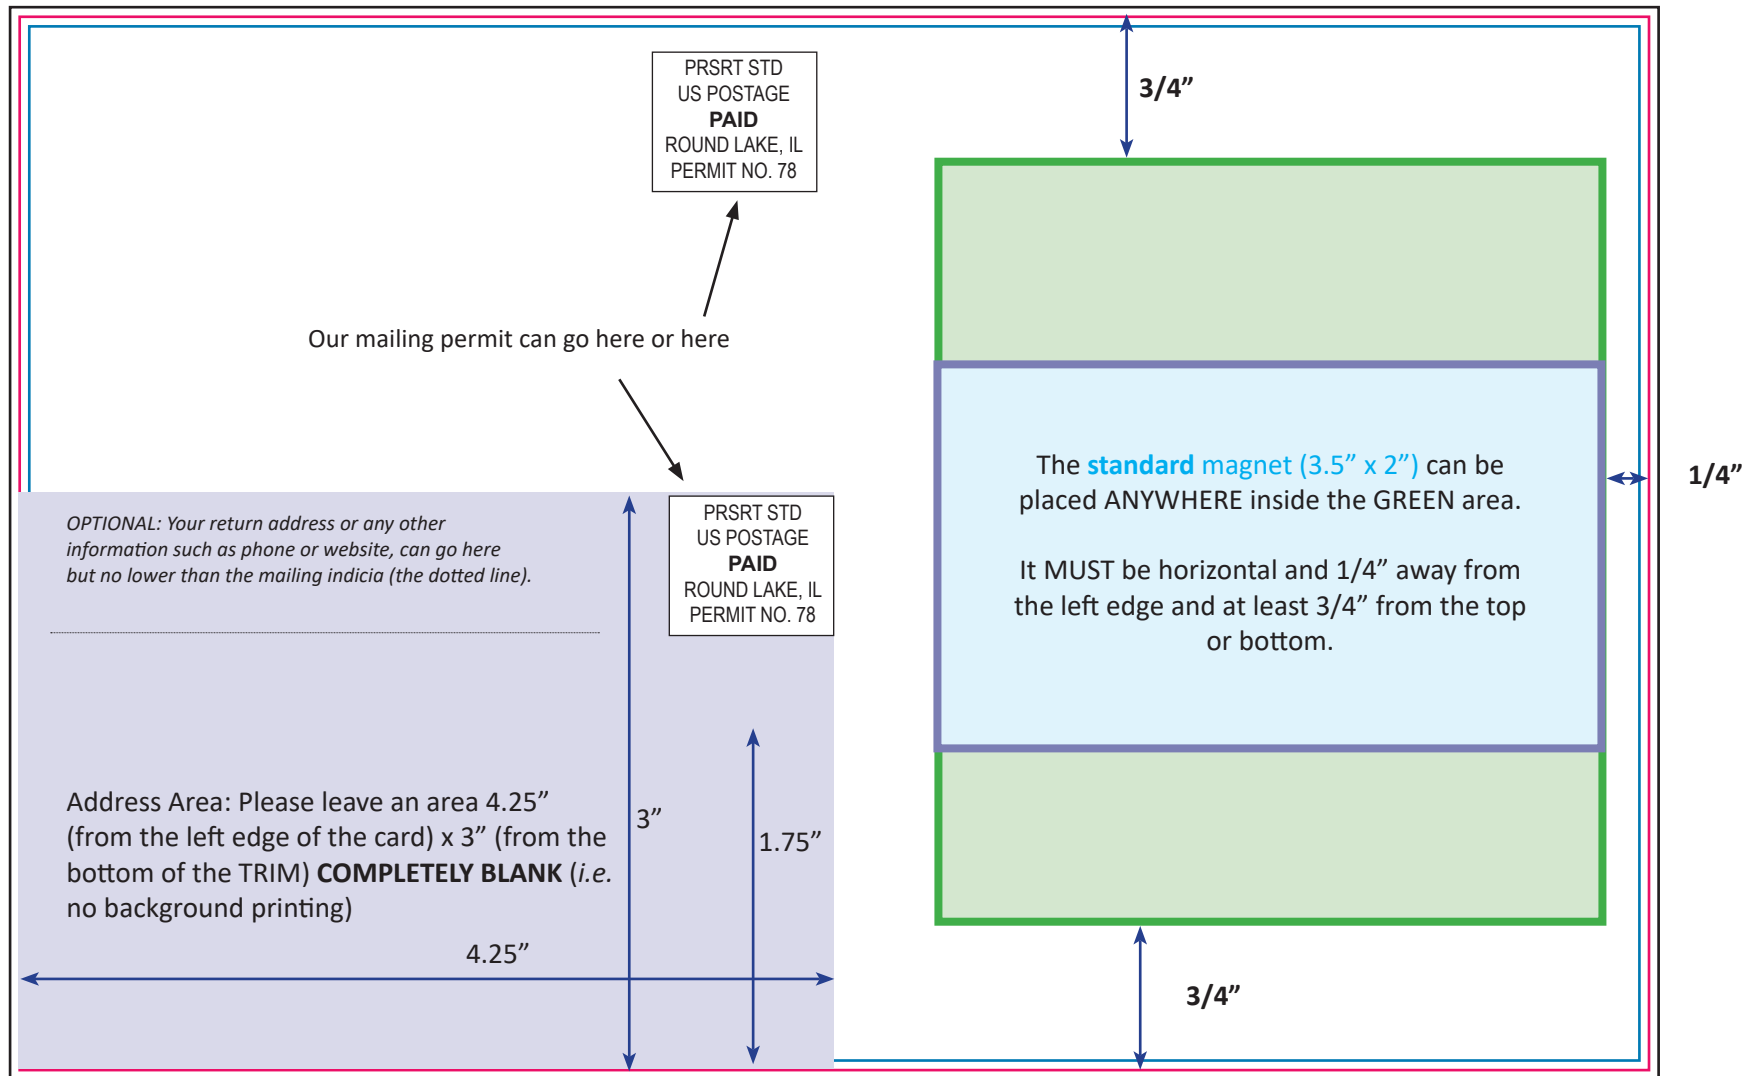 PRSRT STD
US POSTAGE
PAID
ROUND LAKE, IL
PERMIT NO. 78
3/4”
Our mailing permit can go here or here
OPTIONAL: Your return address or any other
information such as phone or website, can go here
but no lower than the mailing indicia (the dotted line).
PRSRT STD
US POSTAGE
PAID
ROUND LAKE, IL
PERMIT NO. 78
The standard magnet (3.5” x 2”) can be
placed ANYWHERE inside the GREEN area.
It MUST be horizontal and 1/4” away from
the left edge and at least 3/4” from the top
or bottom.
1/4”
Address Area: Please leave an area 4.25”
(from the left edge of the card) x 3” (from the
bottom of the TRIM) COMPLETELY BLANK (i.e.
no background printing)
3”
1.75”
4.25”
3/4”